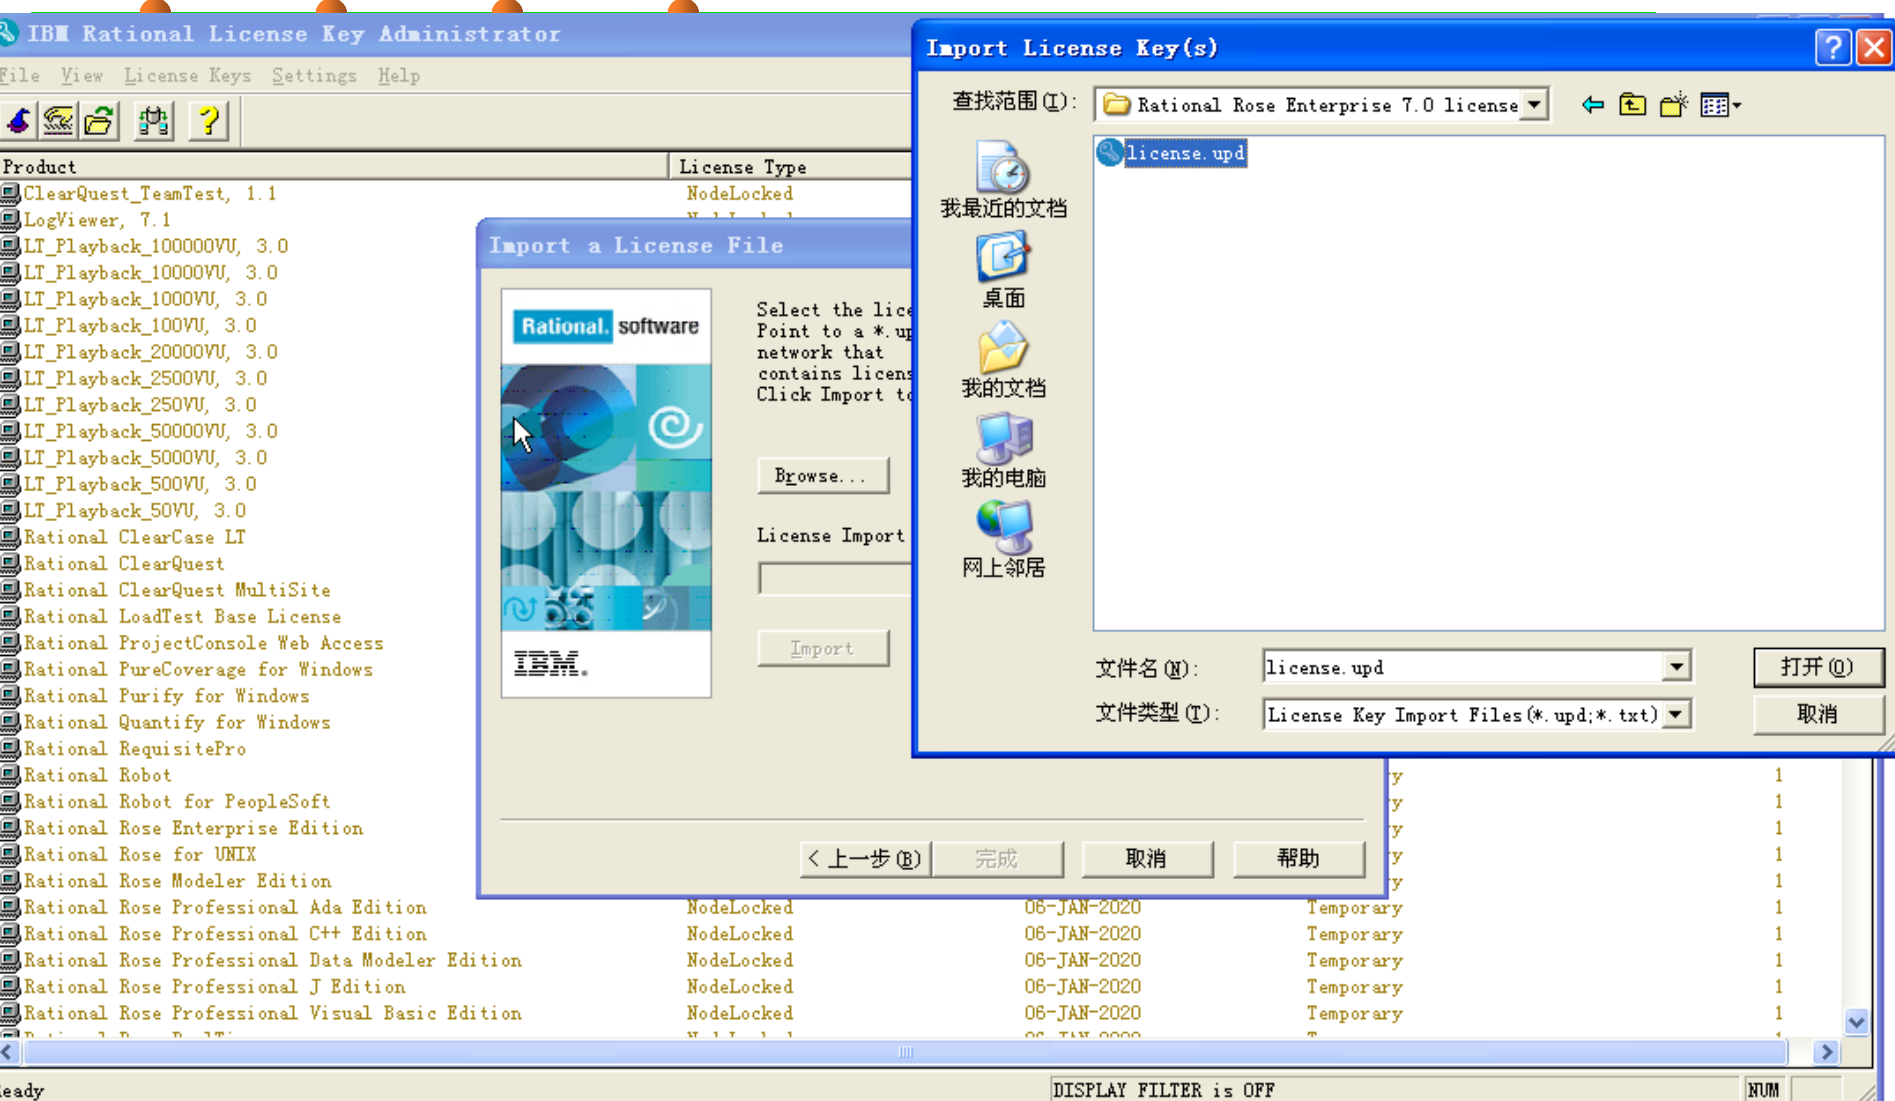 IBM Rational License Key Administrator
File View License Keys Settings Help
Product
License Type
ClearQuest_TeamTest, 1.1
NodeLocked
LogViewer, 7.1
LT_Playback_100000VU, 3.0
LT_Playback_10000VU, 3.0
LT_Playback_1000VU, 3.0
LT_Playback_100VU, 3.0
LT_Playback_20000VU, 3.0
LT_Playback_2500VU, 3.0
LT_Playback_250VU, 3.0
LT_Playback_50000VU, 3.0
LT_Playback_5000VU, 3.0
LT_Playback_500VU, 3.0
LT_Playback_50VU, 3.0
Rational ClearCase LT
Rational ClearQuest
Rational ClearQuest MultiSite
Rational LoadTest Base License
Rational ProjectConsole Web Access
Rational PureCoverage for Windows
Rational Purify for Windows
Rational Quantify for Windows
Rational RequisitePro
Rational Robot
y 1
Rational Robot for PeopleSoft
y 1
Rational Rose Enterprise Edition
y 1
Rational Rose for UNIX
y 1
Rational Rose Modeler Edition
y 1
Rational Rose Professional Ada Edition
NodeLocked 06-JAN-2020 Temporary 1
Rational Rose Professional C++ Edition
NodeLocked 06-JAN-2020 Temporary 1
Rational Rose Professional Data Modeler Edition
NodeLocked 06-JAN-2020 Temporary 1
Rational Rose Professional J Edition
NodeLocked 06-JAN-2020 Temporary 1
Rational Rose Professional Visual Basic Edition
NodeLocked 06-JAN-2020 Temporary 1
DISPLAY FILTER is OFF
NUM
Import a License File
Rational. software
IBM.
Select the lice
Point to a *.up
network that
contains licens
Click Import to
Browse...
License Import
Import
< 上一步(B)
完成
取消
帮助
Import License Key(s)
查找范围(I):
Rational Rose Enterprise 7.0 license
license.upd
我最近的文档
桌面
我的文档
我的电脑
网上邻居
文件名(N):
license.upd
打开(O)
文件类型(T):
License Key Import Files(*.upd;*.txt)
取消